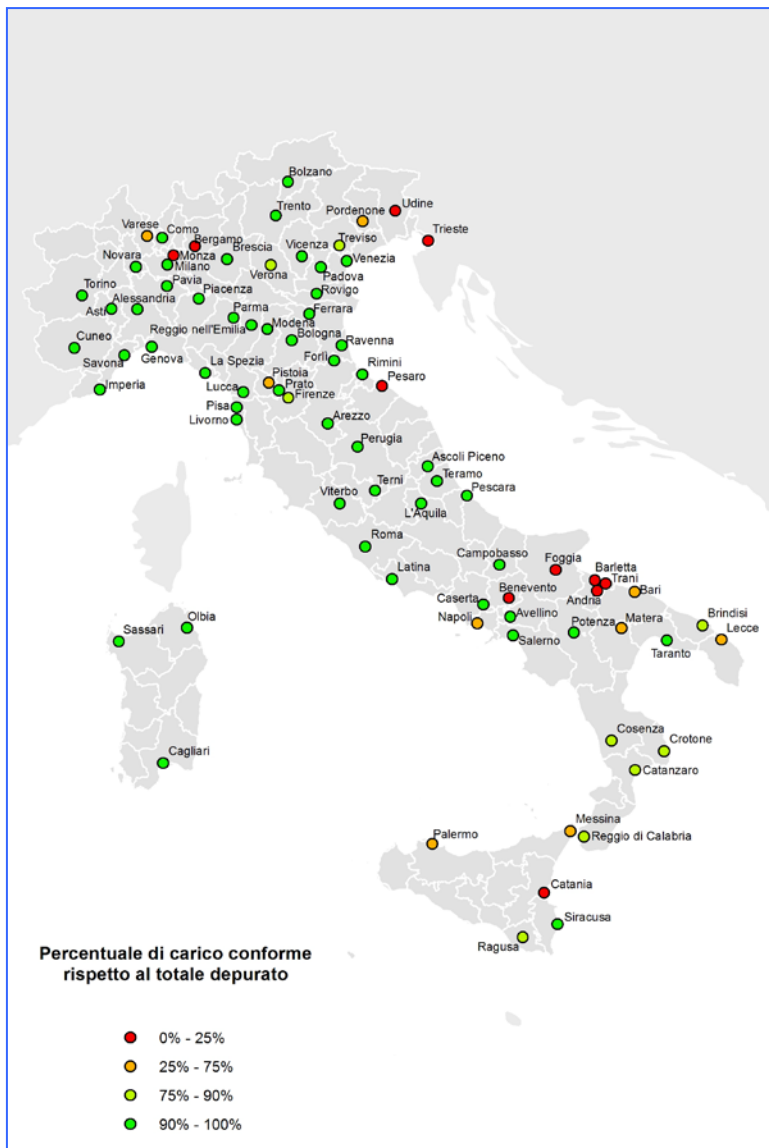 Bolzano
Trento
Pordenone
Udine
Trieste
Varese
Como
Bergamo
Monza
Brescia
Vicenza
Treviso
Venezia
Novara
Milano
Verona
Padova
Pavia
Rovigo
Torino
Alessandria
Piacenza
Asti
Parma
Ferrara
Reggio nell'Emilia
Modena
Bologna
Ravenna
Cuneo
Savona
Genova
La Spezia
Forlì
Rimini
Imperia
Pistoia
Prato
Lucca
Firenze
Pesaro
Pisa
Livorno
Arezzo
Perugia
Ascoli Piceno
Teramo
Terni
Pescara
Viterbo
L'Aquila
Roma
Campobasso
Foggia
Barletta
Trani
Latina
Benevento
Andria
Bari
Caserta
Avellino
Napoli
Potenza
Matera
Brindisi
Salerno
Lecce
Taranto
Olbia
Sassari
Cosenza
Crotone
Cagliari
Catanzaro
Messina
Palermo
Reggio di Calabria
Catania
Siracusa
Ragusa
Percentuale di carico conforme
rispetto al totale depurato
0% - 25%
25% - 75%
75% - 90%
90% - 100%